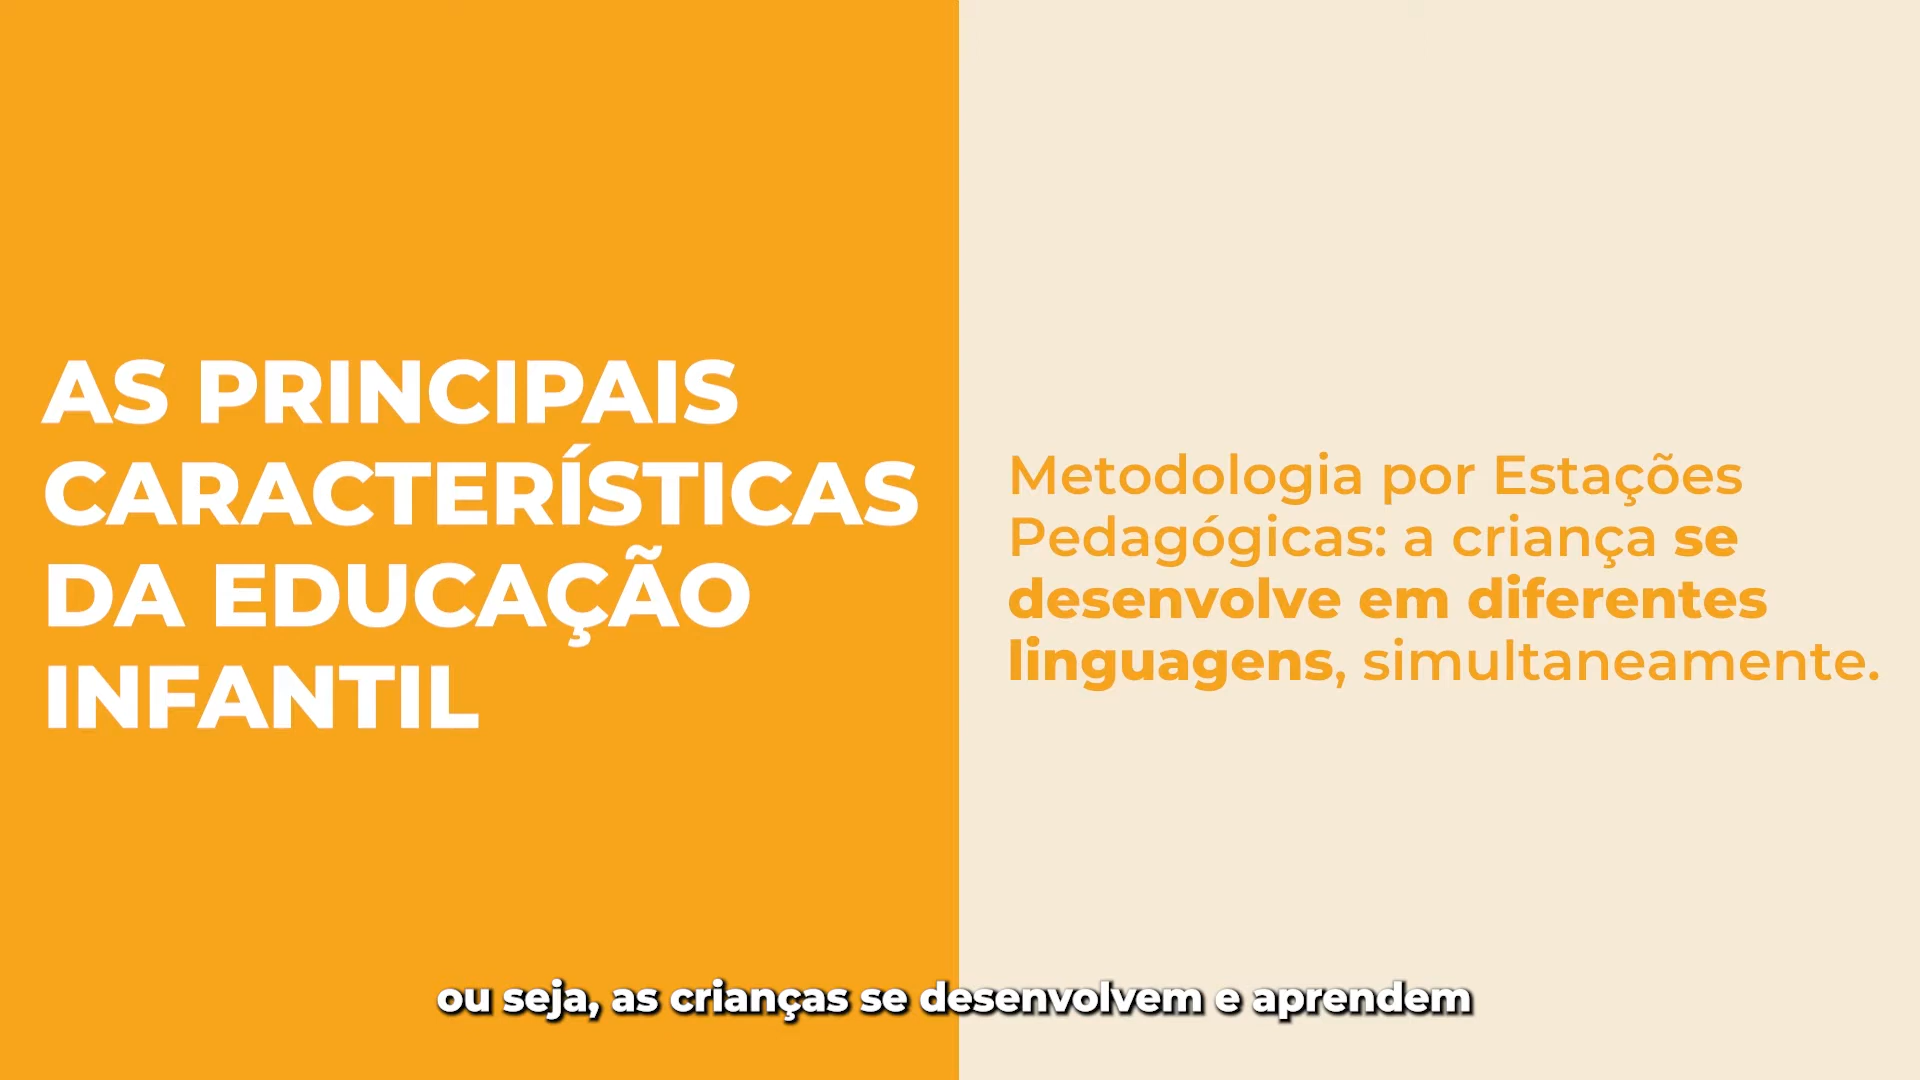 AS PRINCIPAIS
CARACTERÍSTICAS
DA EDUCAÇÃO
INFANTIL
Metodologia por Estações
Pedagógicas: a criança se
desenvolve em diferentes
linguagens, simultaneamente.
ou seja, as crianças se desenvolvem e aprendem